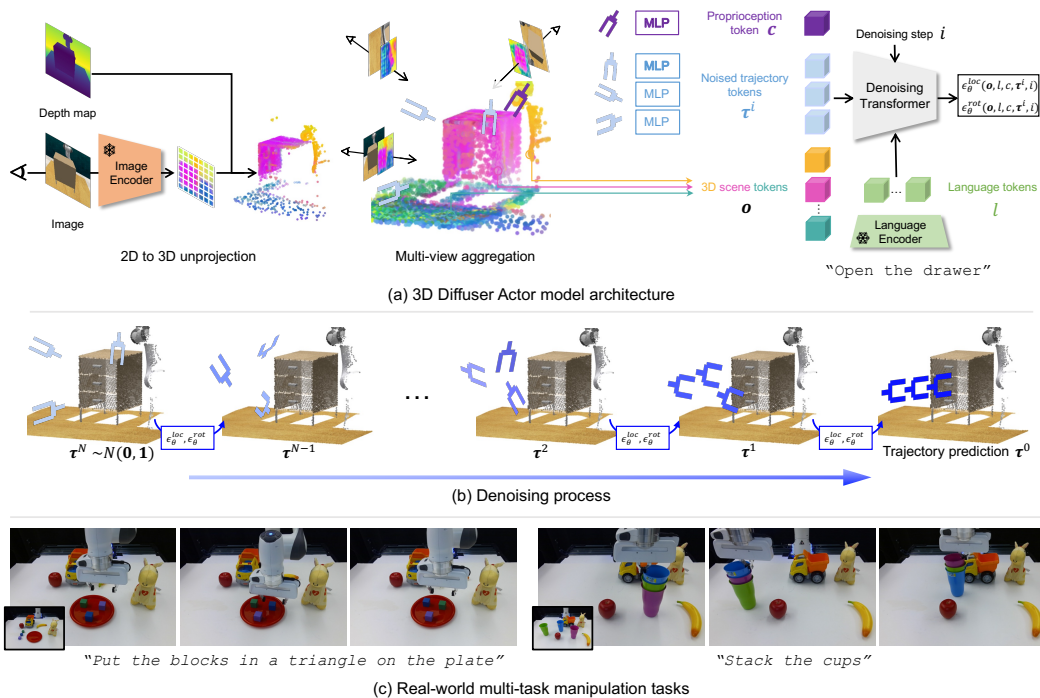 Depth map
Image
Encoder
Image
2D to 3D unprojection
Multi-view aggregation
MLP
Proprioception
token c
MLP
MLP
MLP
Noised trajectory
tokens
τ^i
3D scene tokens
o
Denoising step i
Denoising
Transformer
ϵ_θ^loc(o, l, c, τ^i, i)
ϵ_θ^rot(o, l, c, τ^i, i)
Language tokens
l
Language
Encoder
"Open the drawer"
(a) 3D Diffuser Actor model architecture
τ^N ~N(0, 1)
ϵ_θ^loc, ϵ_θ^rot
τ^N−1
...
τ^2
ϵ_θ^loc, ϵ_θ^rot
τ^1
ϵ_θ^loc, ϵ_θ^rot
Trajectory prediction τ^0
(b) Denoising process
"Put the blocks in a triangle on the plate"
"Stack the cups"
(c) Real-world multi-task manipulation tasks